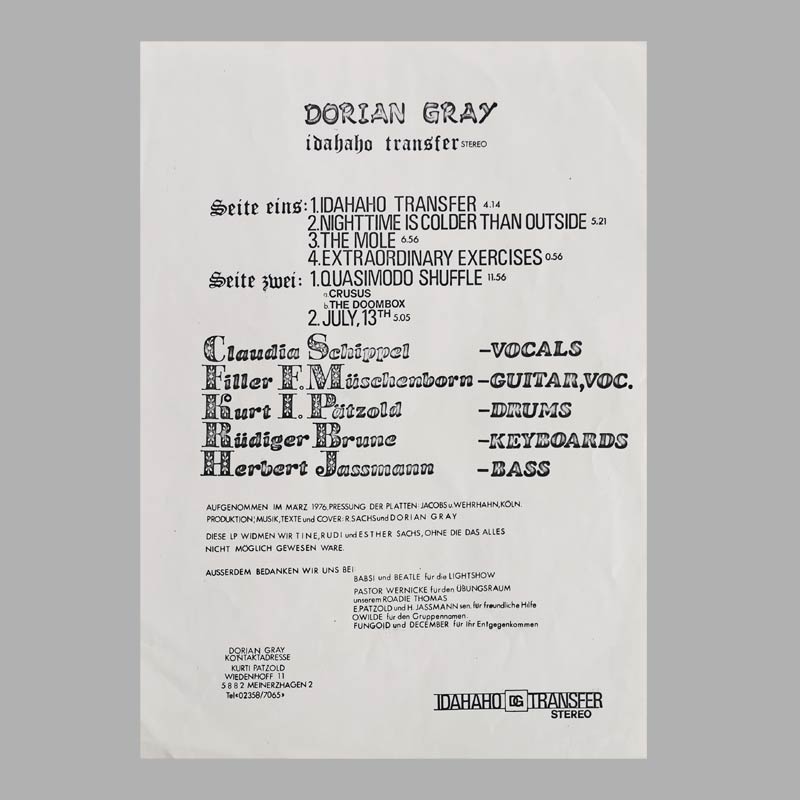 DORIAN GRAY
idahaho transfer STEREO
Seite eins: 1. IDAHAHO TRANSFER 4.14
2. NIGHTTIME IS COLDER THAN OUTSIDE 5.21
3. THE MOLE 6.56
4. EXTRAORDINARY EXERCISES 0.56
Seite zwei: 1. QUASIMODO SHUFFLE 11.56
a. CRUSUS
b. THE DOOMBOX
2. JULY, 13TH 5.05
Claudia Schippel -VOCALS
Filler F. Müschenborn -GUITAR, VOC.
Kurt I. Pätzold -DRUMS
Rüdiger Brune -KEYBOARDS
Herbert Jassmann -BASS
AUFGENOMMEN IM MÄRZ 1976. PRESSUNG DER PLATTEN: JACOBS u. WEHRHAHN, KÖLN.
PRODUKTION, MUSIK, TEXTE und COVER: R. SACHS und DORIAN GRAY
DIESE LP WIDMEN WIR TINE, RUDI und ESTHER SACHS, OHNE DIE DAS ALLES
NICHT MÖGLICH GEWESEN WÄRE.
AUSSERDEM BEDANKEN WIR UNS BEI:
BABSI und BEATLE für die LIGHTSHOW
PASTOR WERNICKE für den ÜBUNGSRAUM
unserem ROADIE THOMAS
E. PÄTZOLD und H. JASSMANN sen. für freundliche Hilfe
O.WILDE für den Gruppennamen.
FUNGOID und DECEMBER für Ihr Entgegenkommen
DORIAN GRAY
KONTAKTADRESSE
KURTI PÄTZOLD
WIEDENHOFF 11
5882 MEINERZHAGEN 2
Tel«02358/7065»
IDAHAHO DG TRANSFER
STEREO